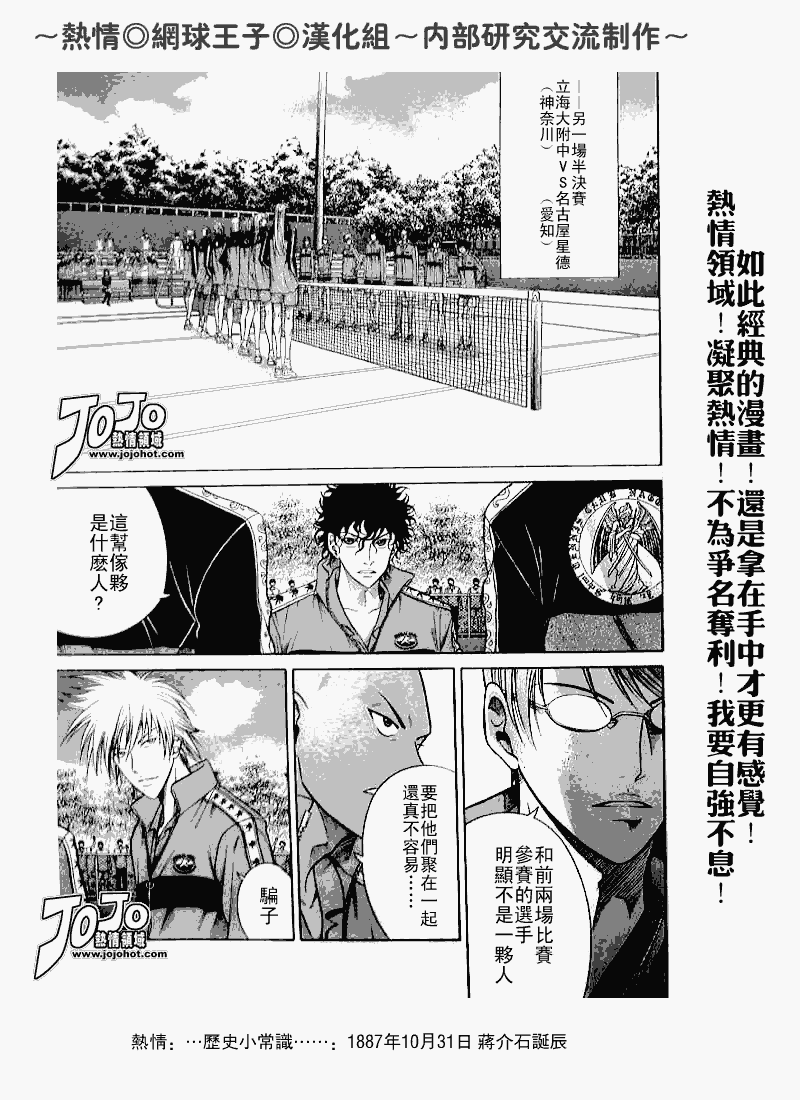 ～熱情◎網球王子◎漢化組～内部研究交流制作～
——另一場半決賽
立海大附中VS名古屋星德
（神奈川）　（愛知）
如此經典的漫畫！還是拿在手中才更有感覺！
熱情領域！凝聚熱情！不為爭名奪利！我要自強不息！
JOJO
熱情領域
www.jojohot.com
這幫傢夥
是什麽人？
和前兩場比賽
參賽的選手
明顯不是一夥人
要把他們聚在一起
還真不容易……
騙子
JOJO
熱情領域
www.jojohot.com
熱情：…歷史小常識……：1887年10月31日 蔣介石誕辰